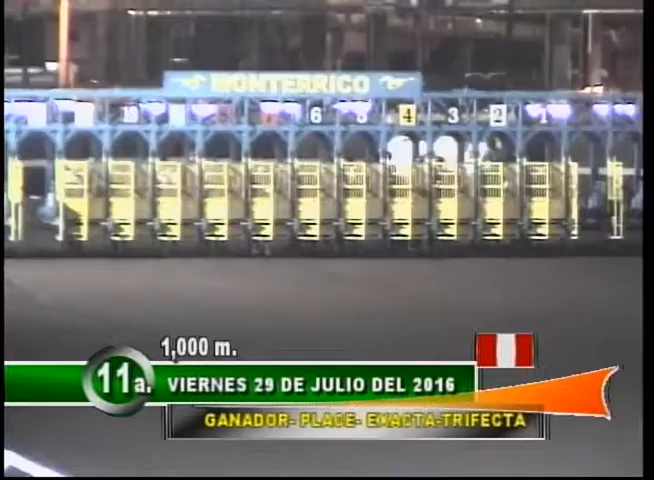 MONTERRICO
10 6 4 3 2 1
1,000 m.
11a. VIERNES 29 DE JULIO DEL 2016
GANADOR- PLACE- EXACTA-TRIFECTA